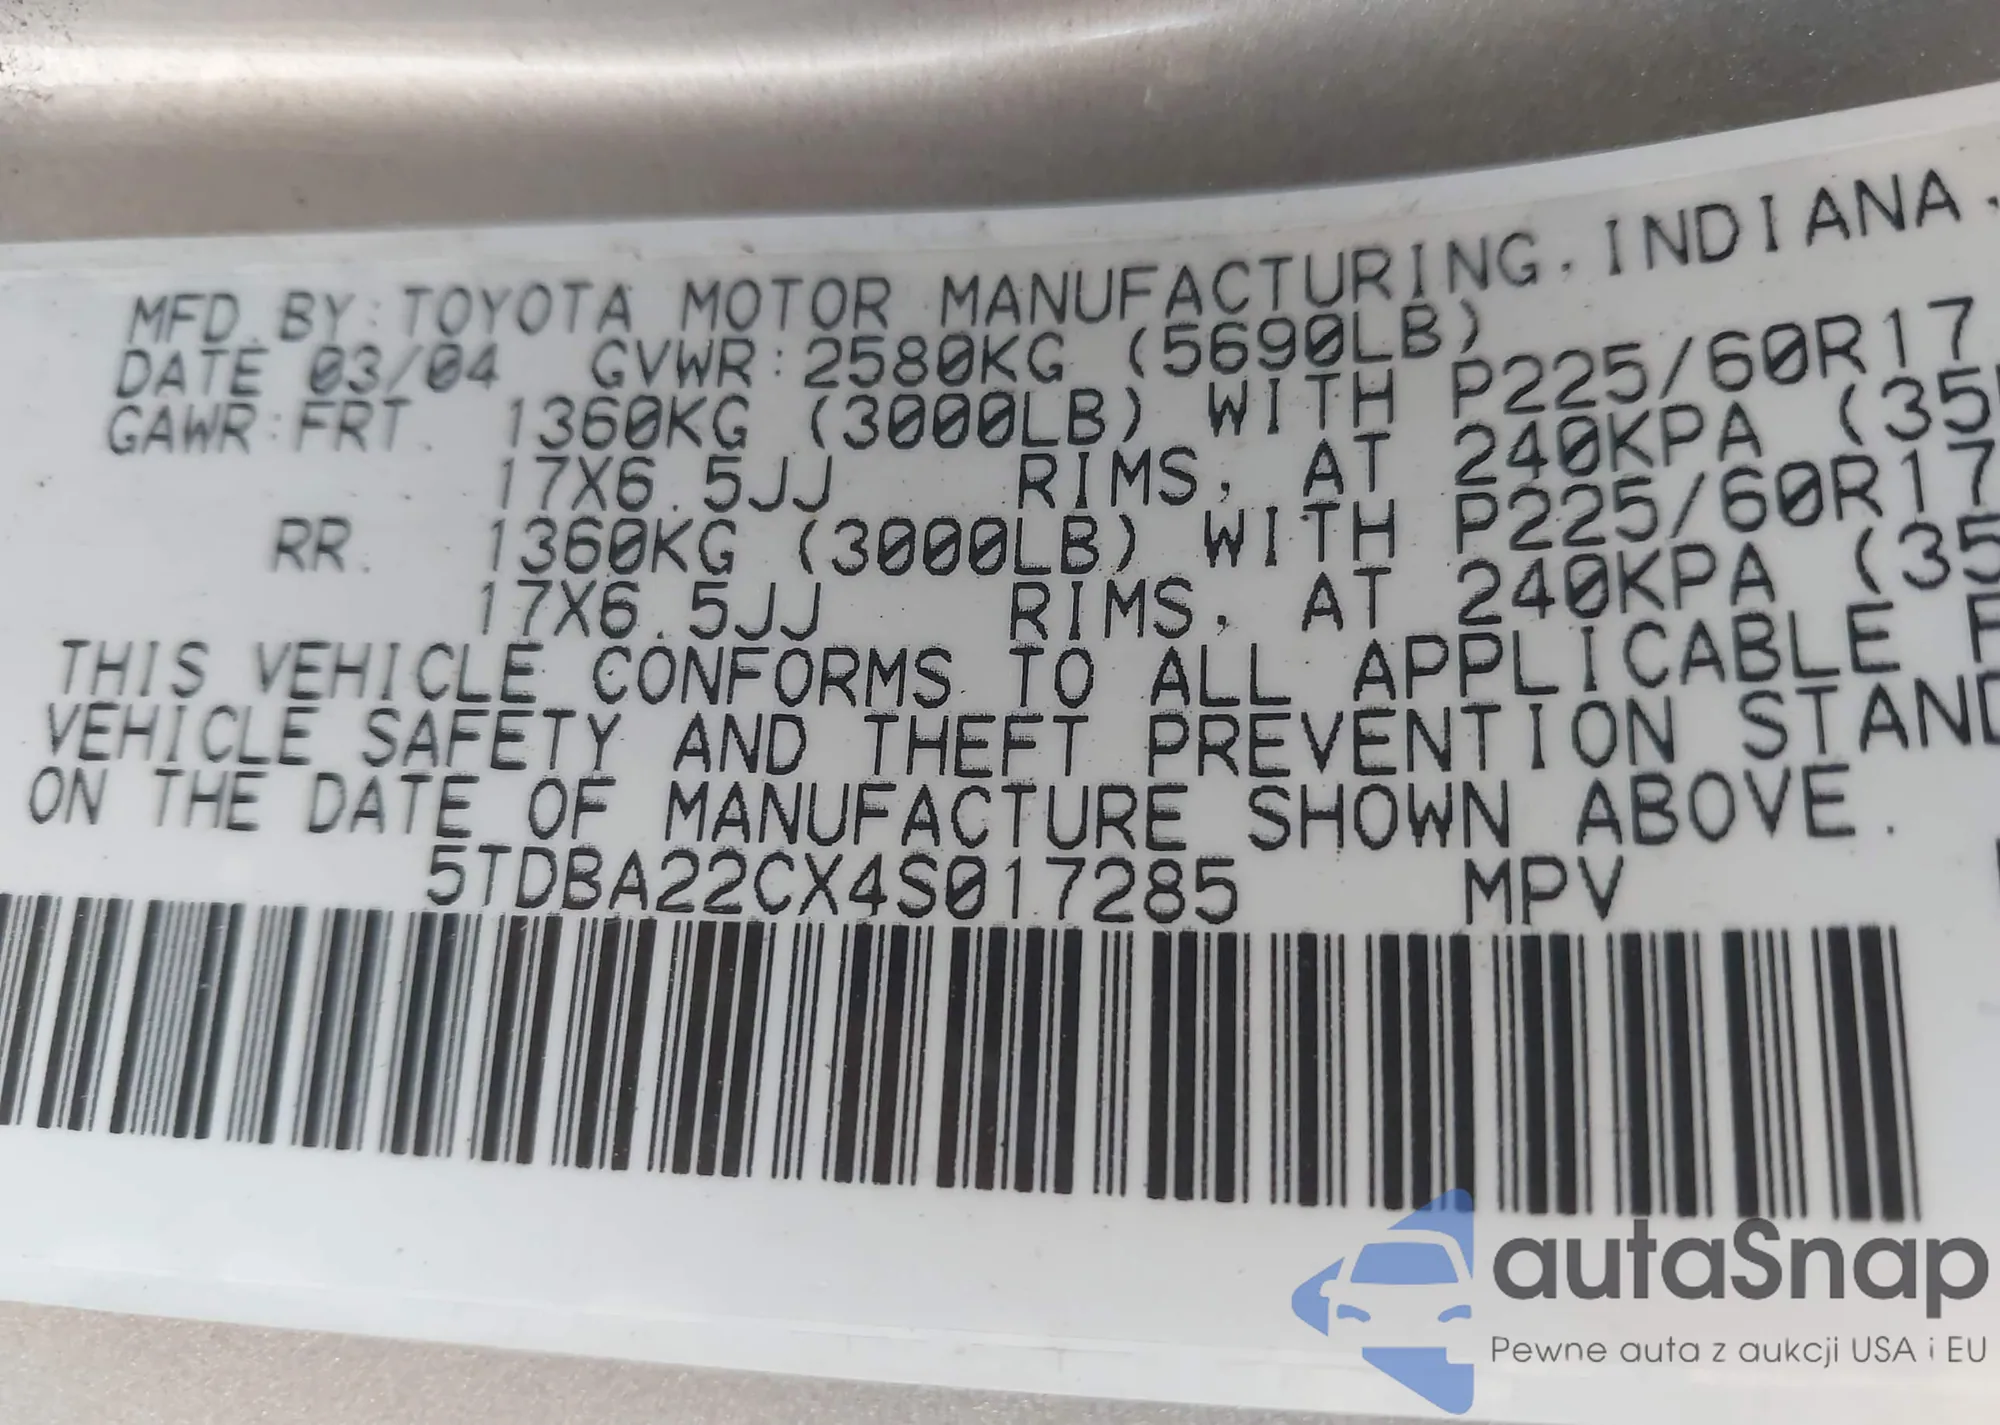 MFD. BY: TOYOTA MOTOR MANUFACTURING, INDIANA,
DATE 03/04 GVWR: 2580KG (5690LB)
GAWR: FRT. 1360KG (3000LB) WITH P225/60R17
17X6.5JJ RIMS, AT 240KPA (35
RR. 1360KG (3000LB) WITH P225/60R17
17X6.5JJ RIMS, AT 240KPA (35
THIS VEHICLE CONFORMS TO ALL APPLICABLE F
VEHICLE SAFETY AND THEFT PREVENTION STAND
ON THE DATE OF MANUFACTURE SHOWN ABOVE.
5TDBA22CX4S017285 MPV
autaSnap
Pewne auta z aukcji USA i EU